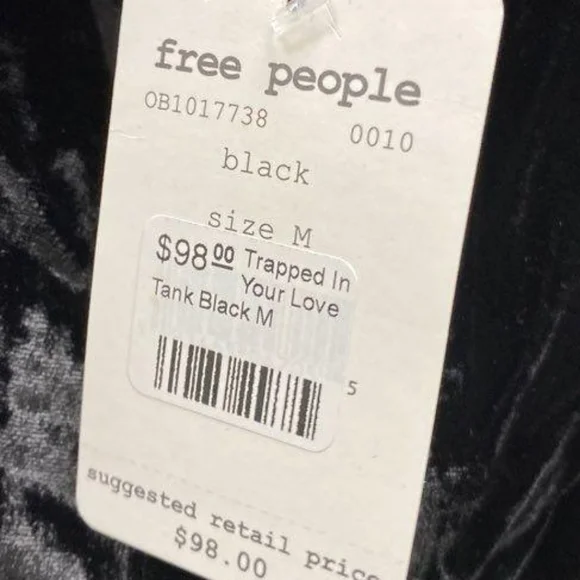 free people
OB1017738 0010
black
size M
$98.00 Trapped In
Your Love
Tank Black M
5
suggested retail price
$98.00